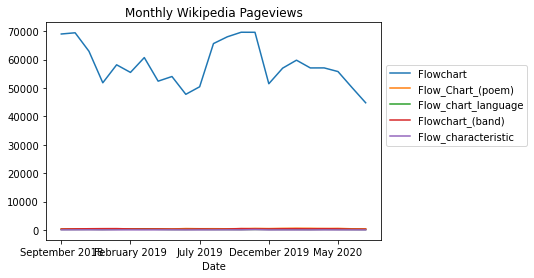 Monthly Wikipedia Pageviews
70000
60000
50000
40000
30000
20000
10000
0
September 2018 February 2019 July 2019 December 2019 May 2020
Date
Flowchart
Flow_Chart_(poem)
Flow_chart_language
Flowchart_(band)
Flow_characteristic